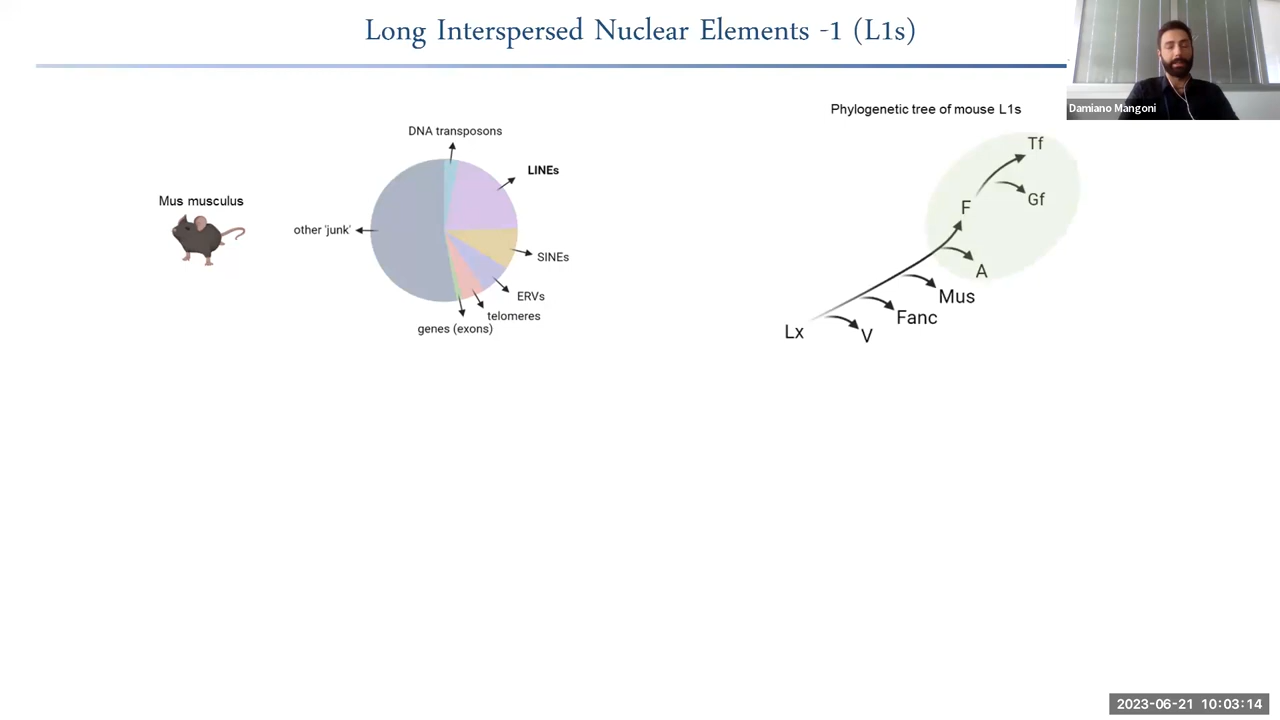 Long Interspersed Nuclear Elements -1 (L1s)
Damiano Mangoni
Phylogenetic tree of mouse L1s
Mus musculus
DNA transposons
LINEs
other 'junk'
SINEs
ERVs
telomeres
genes (exons)
Tf
Gf
F
A
Mus
Fanc
Lx
V
2023-06-21 10:03:14